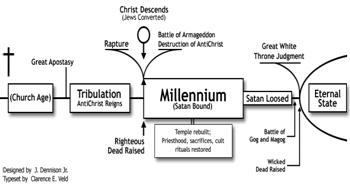 Christ Descends
(Jews Converted)
Battle of Armageddon
Destruction of AntiChrist
Rapture
Great White
Throne Judgment
Great Apostasy
(Church Age)
Tribulation
AntiChrist Reigns
Millennium
(Satan Bound)
Satan Loosed
Eternal
State
Righteous
Dead Raised
Temple rebuilt;
Priesthood, sacrifices, cult
rituals restored
Battle of
Gog and Magog
Wicked
Dead Raised
Designed by J. Dennison Jr.
Typeset by Clarence E. Veld